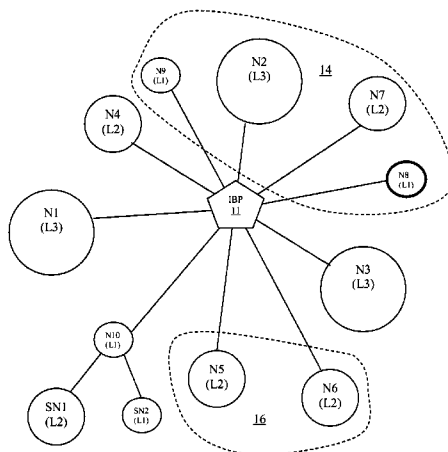 N2
(L3)
14
N9
(L1)
N7
(L2)
N4
(L2)
N8
(L1)
IBP
11
N1
(L3)
N3
(L3)
N10
(L1)
N5
(L2)
N6
(L2)
SN1
(L2)
SN2
(L1)
16